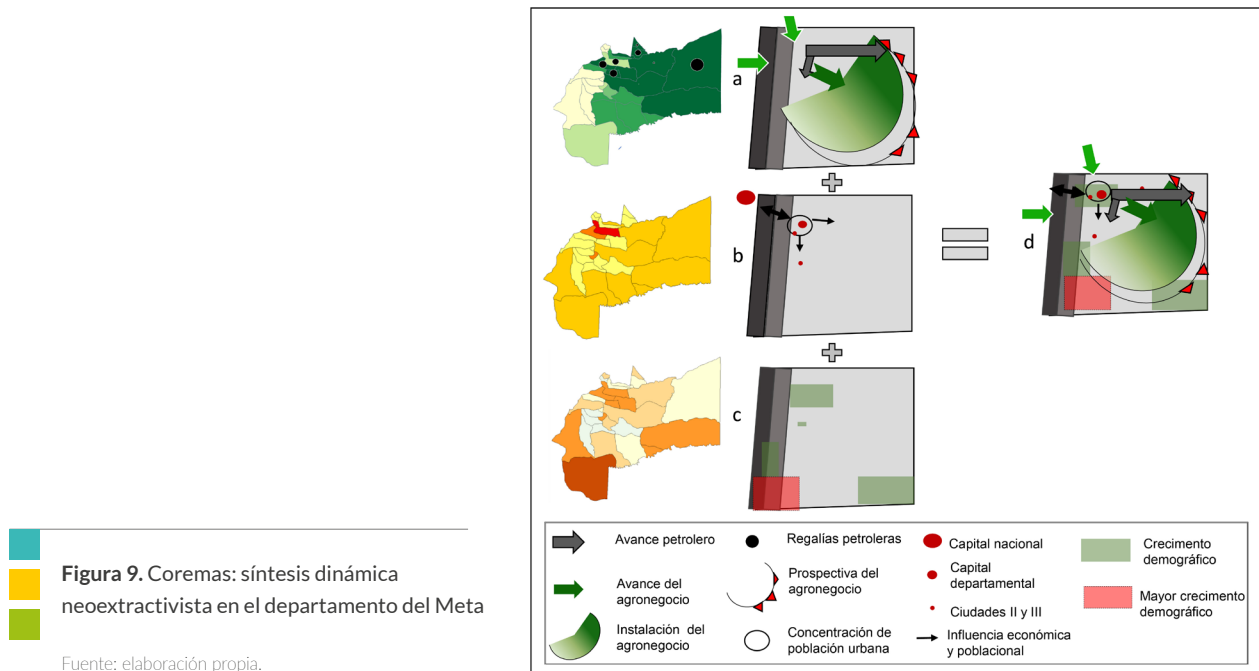 Figura 9. Coremas: síntesis dinámica
neoextractivista en el departamento del Meta
Fuente: elaboración propia.
a
b
c
d
Avance petrolero
Avance del
agronegocio
Instalación del
agronegocio
Regalías petroleras
Prospectiva del
agronegocio
Concentración de
población urbana
Capital nacional
Capital
departamental
Ciudades II y III
Influencia económica
y poblacional
Crecimento
demográfico
Mayor crecimento
demográfico